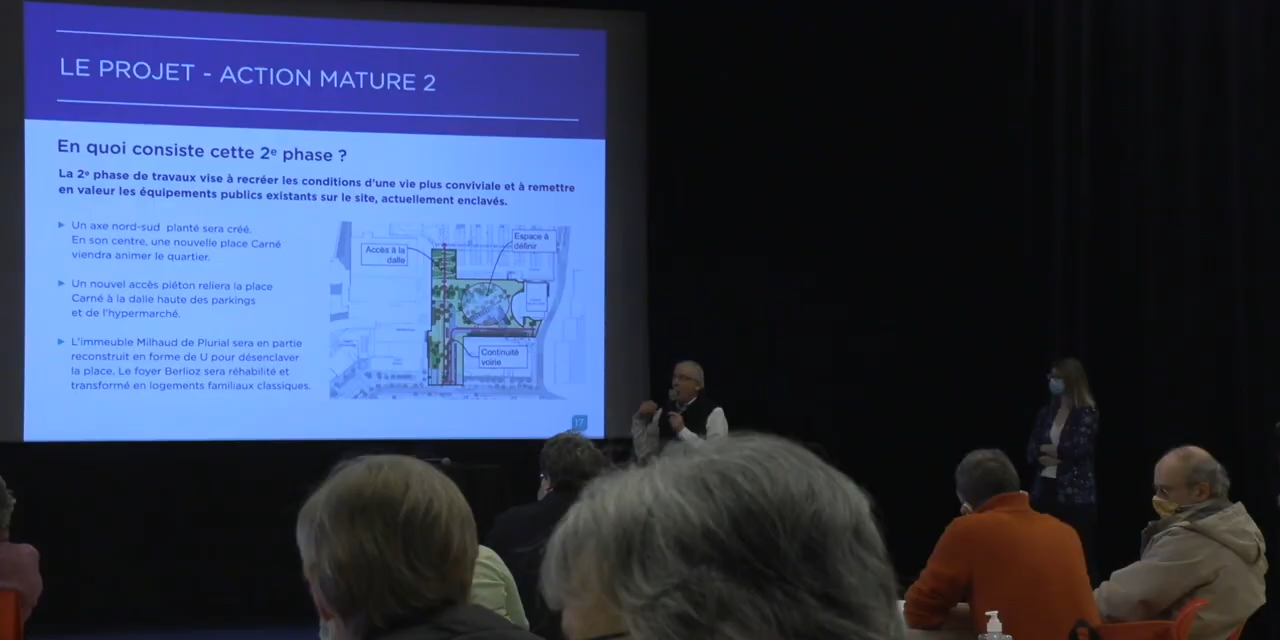 LE PROJET - ACTION MATURE 2
En quoi consiste cette 2e phase ?
La 2e phase de travaux vise à recréer les conditions d'une vie plus conviviale et à remettre
en valeur les équipements publics existants sur le site, actuellement enclavés.
▶ Un axe nord-sud planté sera créé.
En son centre, une nouvelle place Carné
viendra animer le quartier.
▶ Un nouvel accès piéton reliera la place
Carné à la dalle haute des parkings
et de l'hypermarché.
▶ L'immeuble Milhaud de Plurial sera en partie
reconstruit en forme de U pour désenclaver
la place. Le foyer Berlioz sera réhabilité et
transformé en logements familiaux classiques.
Accès à la
dalle
Espace à
définir
Continuité
voirie
17